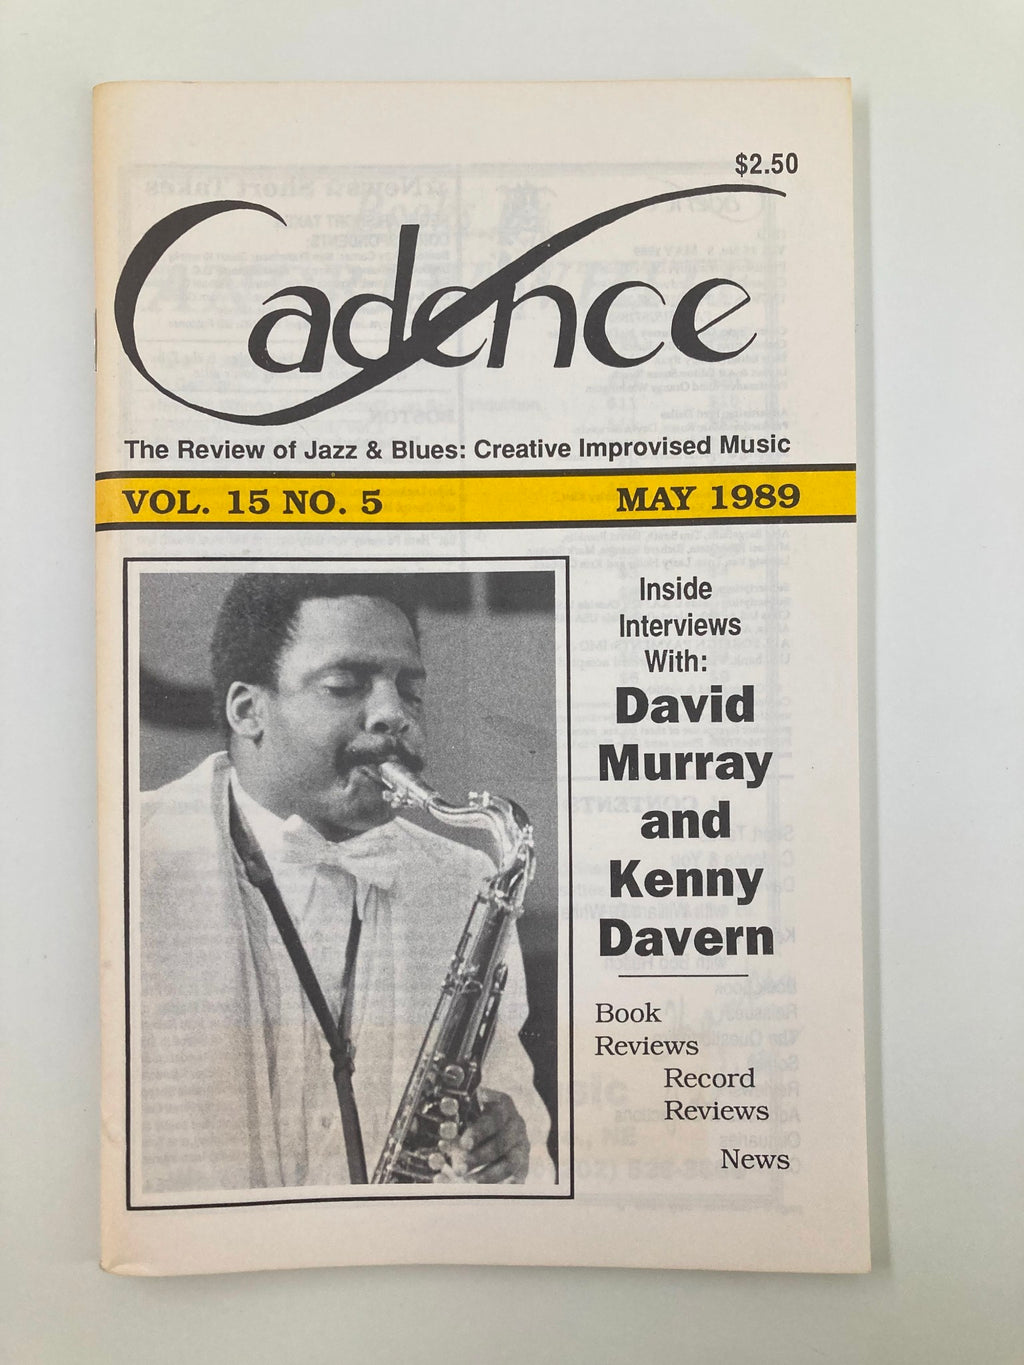 $2.50
Cadence
The Review of Jazz & Blues: Creative Improvised Music
VOL. 15 NO. 5 MAY 1989
Inside
Interviews
With:
David
Murray
and
Kenny
Davern
Book
Reviews
Record
Reviews
News